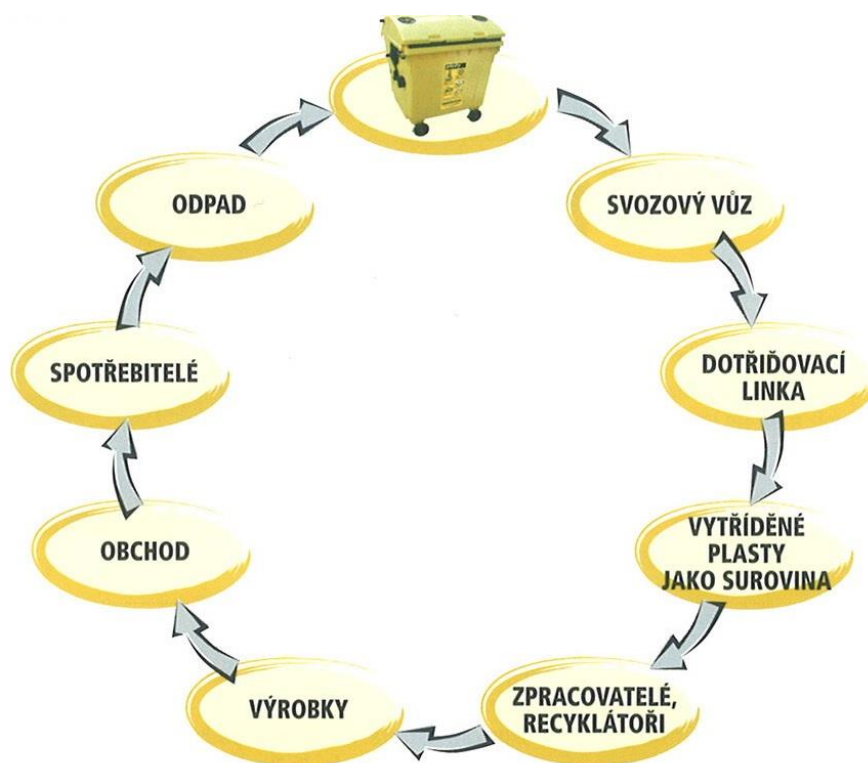 SVOZOVÝ VŮZ
DOTŘIĎOVACÍ
LINKA
VYTŘÍDĚNÉ
PLASTY
JAKO SUROVINA
ZPRACOVATELÉ,
RECYKLÁTOŘI
VÝROBKY
OBCHOD
SPOTŘEBITELÉ
ODPAD